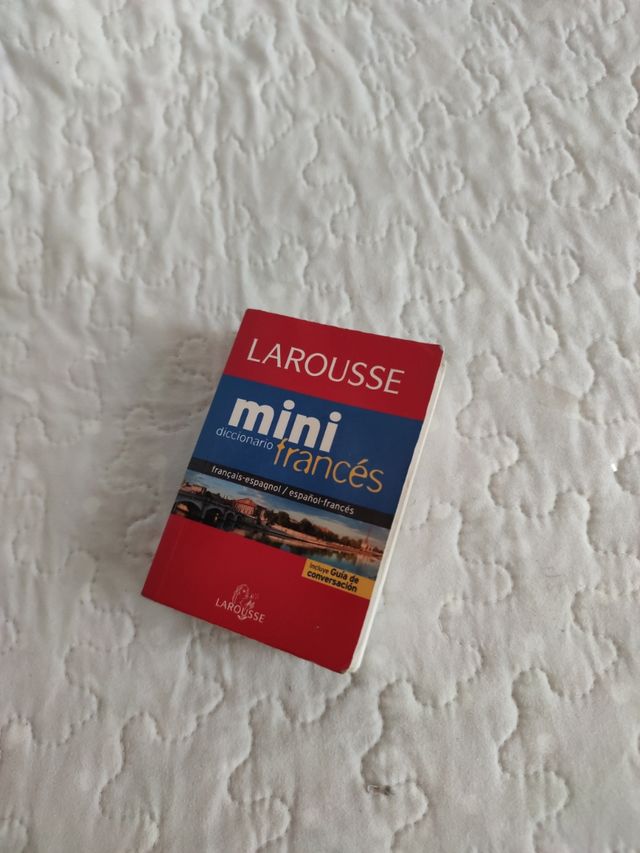 LAROUSSE
mini
diccionario
francés
français-espagnol / español-francés
incluye Guía de
conversación
LAROUSSE